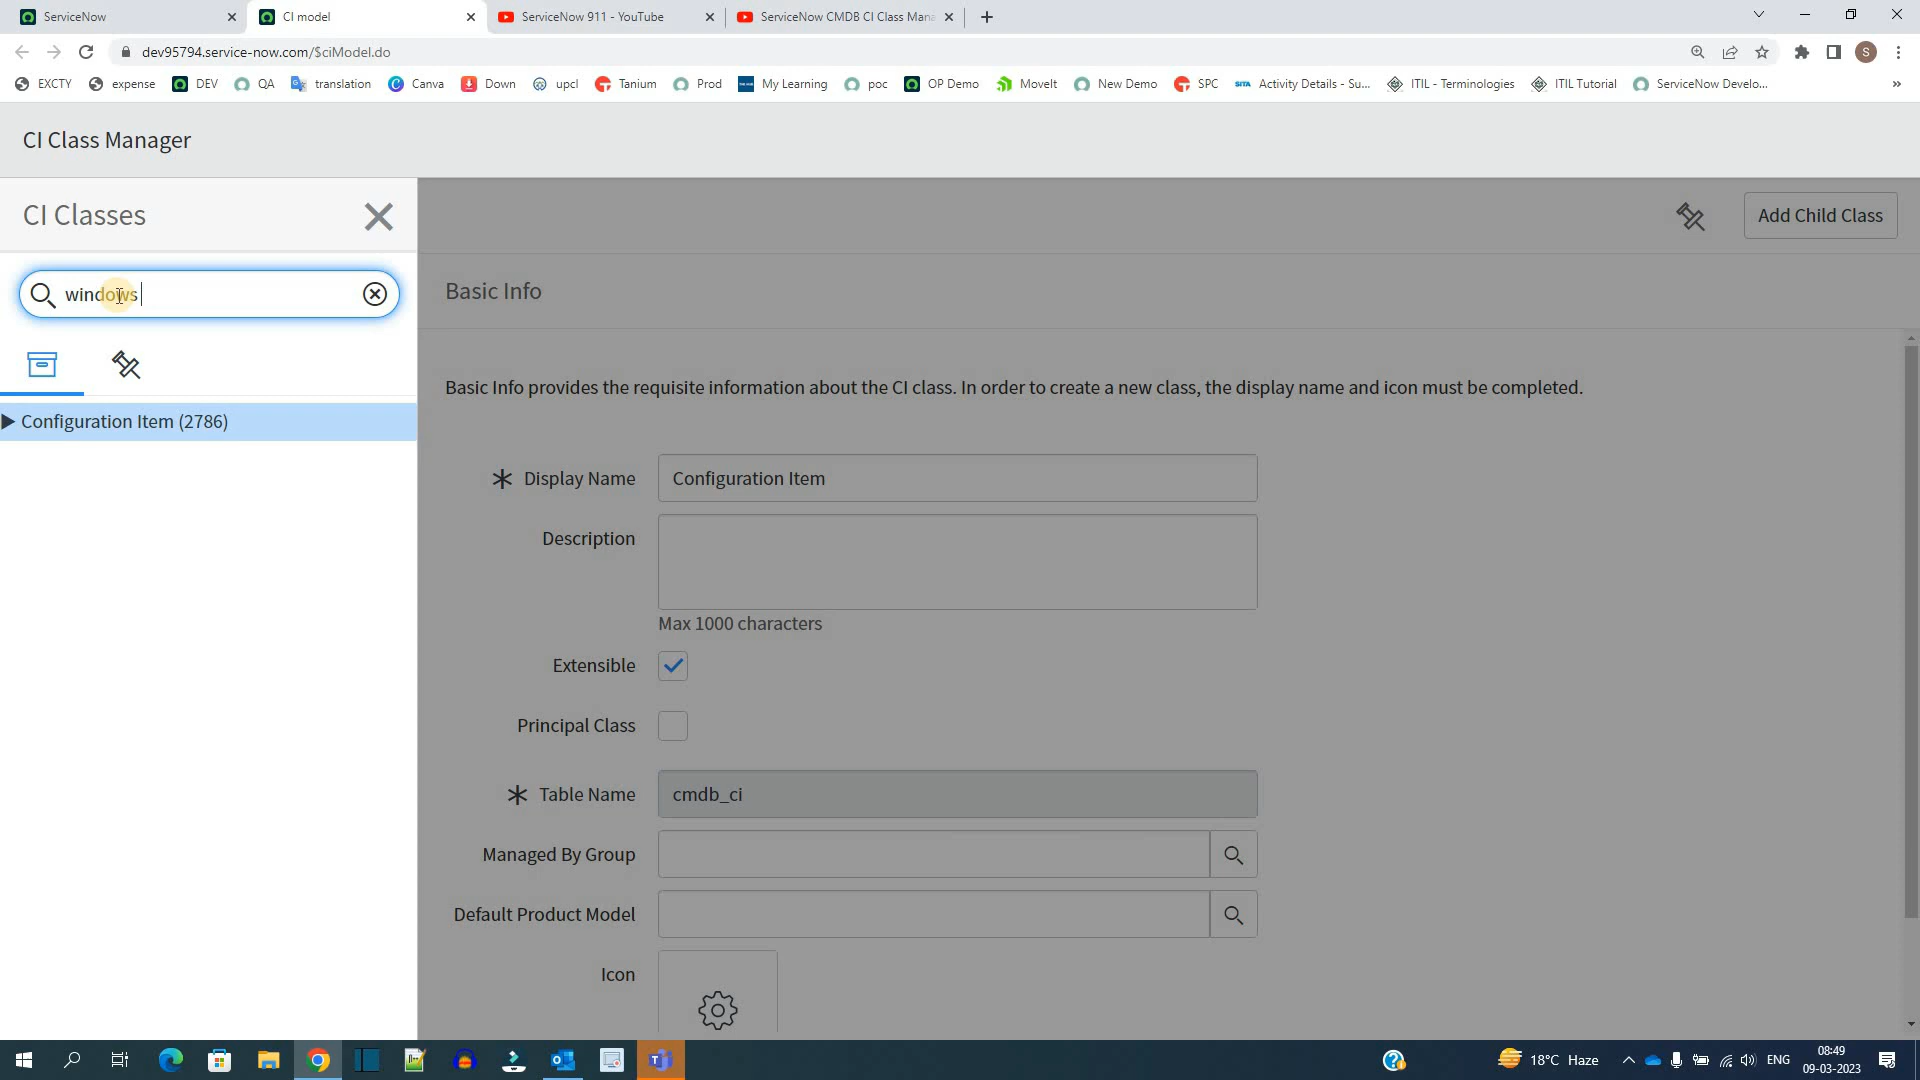 ServiceNow
CI model
ServiceNow 911 - YouTube
ServiceNow CMDB CI Class Mana
dev95794.service-now.com/$ciModel.do
S
EXCTY
expense
DEV
QA
translation
Canva
Down
upcl
Tanium
Prod
My Learning
poc
OP Demo
MoveIt
New Demo
SPC
SITA
Activity Details - Su...
ITIL - Terminologies
ITIL Tutorial
ServiceNow Develo...
»
CI Class Manager
CI Classes
Add Child Class
windows
Basic Info
Basic Info provides the requisite information about the CI class. In order to create a new class, the display name and icon must be completed.
Configuration Item (2786)
Display Name
Configuration Item
Description
Max 1000 characters
Extensible
Principal Class
Table Name
cmdb_ci
Managed By Group
Default Product Model
Icon
18°C Haze
ENG
08:49
09-03-2023